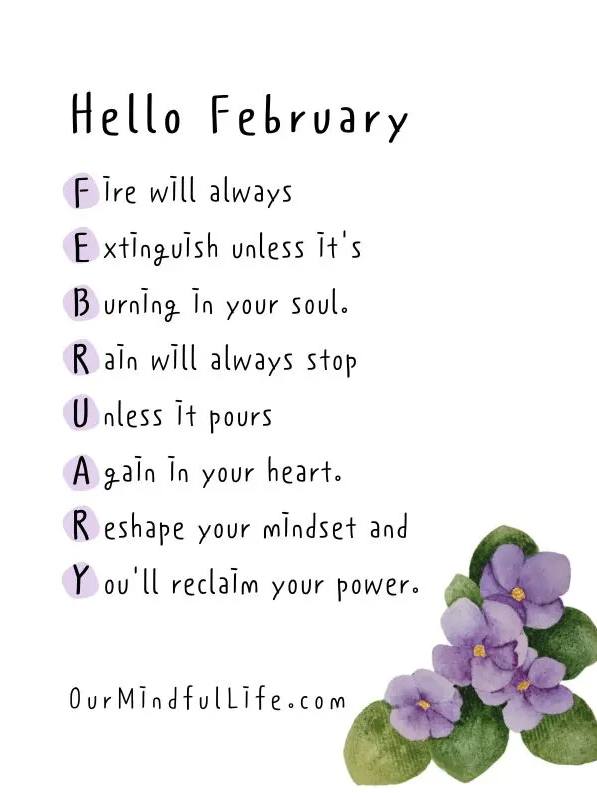 Hello February
Fire will always
Extinguish unless it's
Burning in your soul.
Rain will always stop
Unless it pours
Again in your heart.
Reshape your mindset and
You'll reclaim your power.
OurMindfulLife.com